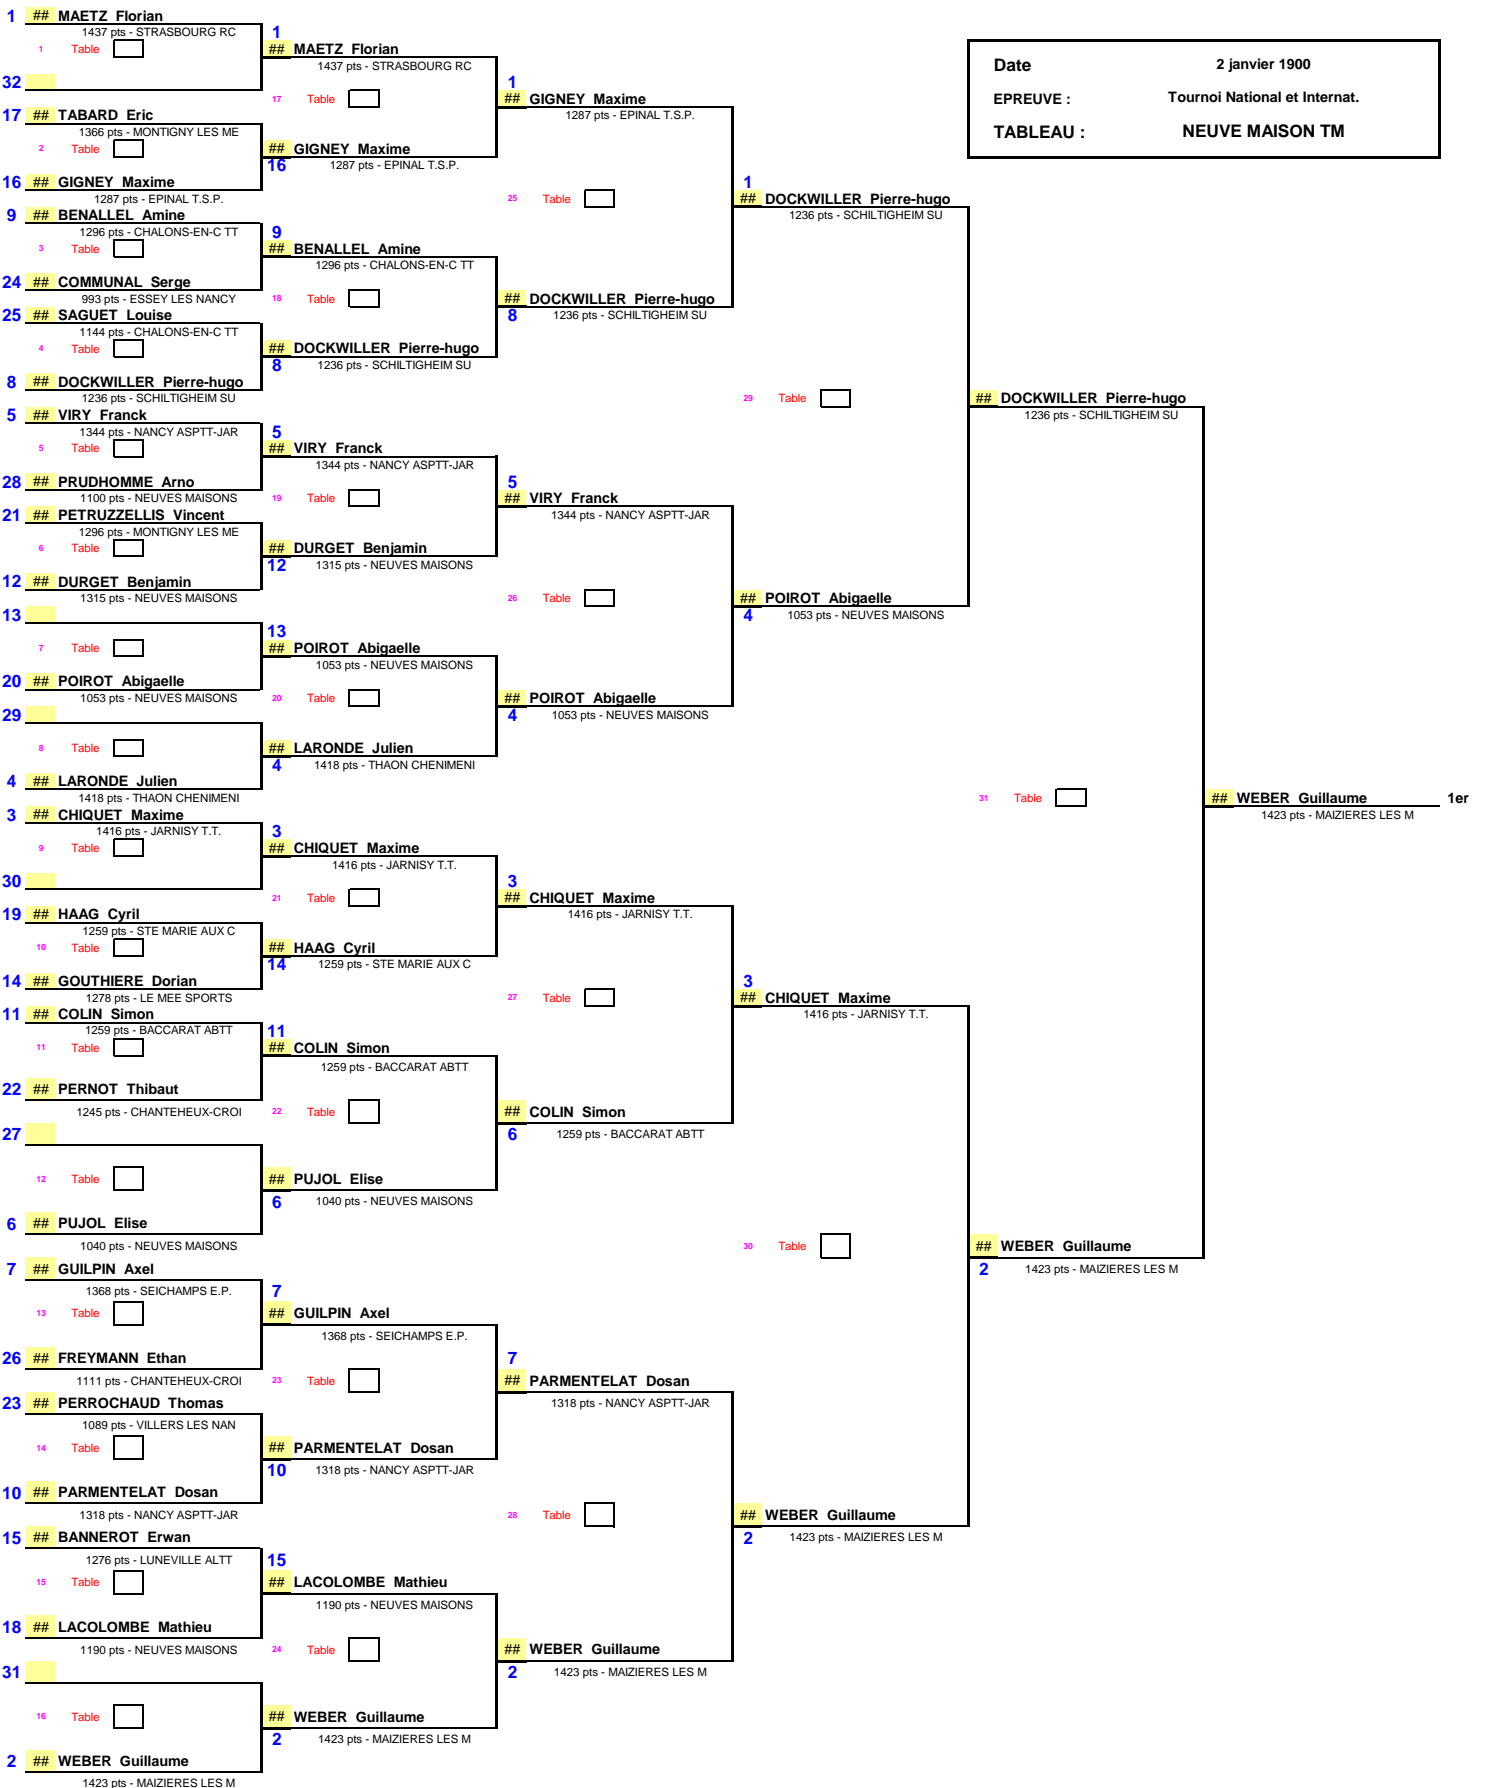 Date 2 janvier 1900
EPREUVE : Tournoi National et Internat.
TABLEAU : NEUVE MAISON TM
1 ## MAETZ Florian
1437 pts - STRASBOURG RC
1 Table
32
17 ## TABARD Eric
1366 pts - MONTIGNY LES ME
2 Table
16 ## GIGNEY Maxime
1287 pts - EPINAL T.S.P.
9 ## BENALLEL Amine
1296 pts - CHALONS-EN-C TT
3 Table
24 ## COMMUNAL Serge
993 pts - ESSEY LES NANCY
25 ## SAGUET Louise
1144 pts - CHALONS-EN-C TT
4 Table
8 ## DOCKWILLER Pierre-hugo
1236 pts - SCHILTIGHEIM SU
5 ## VIRY Franck
1344 pts - NANCY ASPTT-JAR
5 Table
28 ## PRUDHOMME Arno
1100 pts - NEUVES MAISONS
21 ## PETRUZZELLIS Vincent
1296 pts - MONTIGNY LES ME
6 Table
12 ## DURGET Benjamin
1315 pts - NEUVES MAISONS
13
7 Table
20 ## POIROT Abigaelle
1053 pts - NEUVES MAISONS
29
8 Table
4 ## LARONDE Julien
1418 pts - THAON CHENIMENI
3 ## CHIQUET Maxime
1416 pts - JARNISY T.T.
9 Table
30
19 ## HAAG Cyril
1259 pts - STE MARIE AUX C
10 Table
14 ## GOUTHIERE Dorian
1278 pts - LE MEE SPORTS
11 ## COLIN Simon
1259 pts - BACCARAT ABTT
11 Table
22 ## PERNOT Thibaut
1245 pts - CHANTEHEUX-CROI
27
12 Table
6 ## PUJOL Elise
1040 pts - NEUVES MAISONS
7 ## GUILPIN Axel
1368 pts - SEICHAMPS E.P.
13 Table
26 ## FREYMANN Ethan
1111 pts - CHANTEHEUX-CROI
23 ## PERROCHAUD Thomas
1089 pts - VILLERS LES NAN
14 Table
10 ## PARMENTELAT Dosan
1318 pts - NANCY ASPTT-JAR
15 ## BANNEROT Erwan
1276 pts - LUNEVILLE ALTT
15 Table
18 ## LACOLOMBE Mathieu
1190 pts - NEUVES MAISONS
31
16 Table
2 ## WEBER Guillaume
1423 pts - MAIZIERES LES M
1
## MAETZ Florian
1437 pts - STRASBOURG RC
17 Table
## GIGNEY Maxime
16 1287 pts - EPINAL T.S.P.
9
## BENALLEL Amine
1296 pts - CHALONS-EN-C TT
18 Table
## DOCKWILLER Pierre-hugo
8 1236 pts - SCHILTIGHEIM SU
5
## VIRY Franck
1344 pts - NANCY ASPTT-JAR
19 Table
## DURGET Benjamin
12 1315 pts - NEUVES MAISONS
13
## POIROT Abigaelle
1053 pts - NEUVES MAISONS
20 Table
## LARONDE Julien
4 1418 pts - THAON CHENIMENI
3
## CHIQUET Maxime
1416 pts - JARNISY T.T.
21 Table
## HAAG Cyril
14 1259 pts - STE MARIE AUX C
11
## COLIN Simon
1259 pts - BACCARAT ABTT
22 Table
## PUJOL Elise
6 1040 pts - NEUVES MAISONS
7
## GUILPIN Axel
1368 pts - SEICHAMPS E.P.
23 Table
## PARMENTELAT Dosan
10 1318 pts - NANCY ASPTT-JAR
15
## LACOLOMBE Mathieu
1190 pts - NEUVES MAISONS
24 Table
## WEBER Guillaume
2 1423 pts - MAIZIERES LES M
1
## GIGNEY Maxime
1287 pts - EPINAL T.S.P.
25 Table
## DOCKWILLER Pierre-hugo
8 1236 pts - SCHILTIGHEIM SU
5
## VIRY Franck
1344 pts - NANCY ASPTT-JAR
26 Table
## POIROT Abigaelle
4 1053 pts - NEUVES MAISONS
3
## CHIQUET Maxime
1416 pts - JARNISY T.T.
27 Table
## COLIN Simon
6 1259 pts - BACCARAT ABTT
7
## PARMENTELAT Dosan
1318 pts - NANCY ASPTT-JAR
28 Table
## WEBER Guillaume
2 1423 pts - MAIZIERES LES M
1
## DOCKWILLER Pierre-hugo
1236 pts - SCHILTIGHEIM SU
29 Table
## POIROT Abigaelle
4 1053 pts - NEUVES MAISONS
3
## CHIQUET Maxime
1416 pts - JARNISY T.T.
30 Table
## WEBER Guillaume
2 1423 pts - MAIZIERES LES M
## DOCKWILLER Pierre-hugo
1236 pts - SCHILTIGHEIM SU
31 Table
## WEBER Guillaume
2 1423 pts - MAIZIERES LES M
## WEBER Guillaume 1er
1423 pts - MAIZIERES LES M